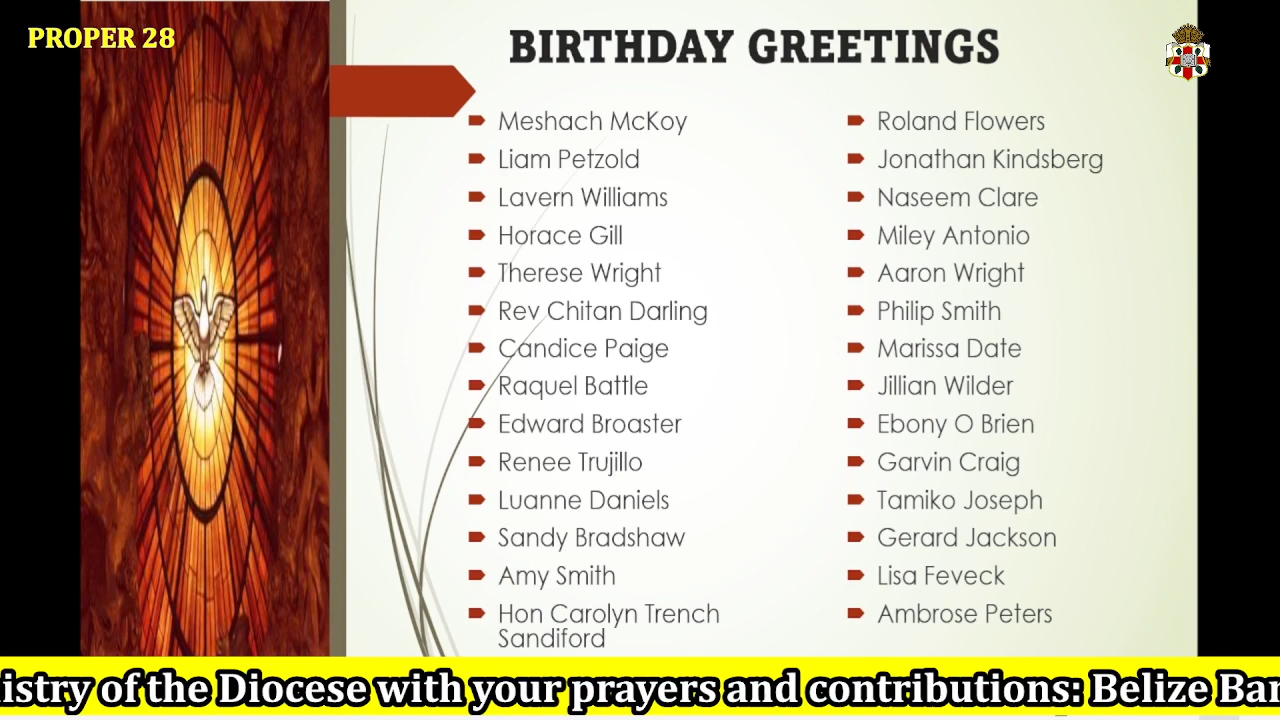 PROPER 28
BIRTHDAY GREETINGS
Meshach McKoy
Liam Petzold
Lavern Williams
Horace Gill
Therese Wright
Rev Chitan Darling
Candice Paige
Raquel Battle
Edward Broaster
Renee Trujillo
Luanne Daniels
Sandy Bradshaw
Amy Smith
Hon Carolyn Trench
Sandiford
Roland Flowers
Jonathan Kindsberg
Naseem Clare
Miley Antonio
Aaron Wright
Philip Smith
Marissa Date
Jillian Wilder
Ebony O Brien
Garvin Craig
Tamiko Joseph
Gerard Jackson
Lisa Feveck
Ambrose Peters
istry of the Diocese with your prayers and contributions: Belize Ban